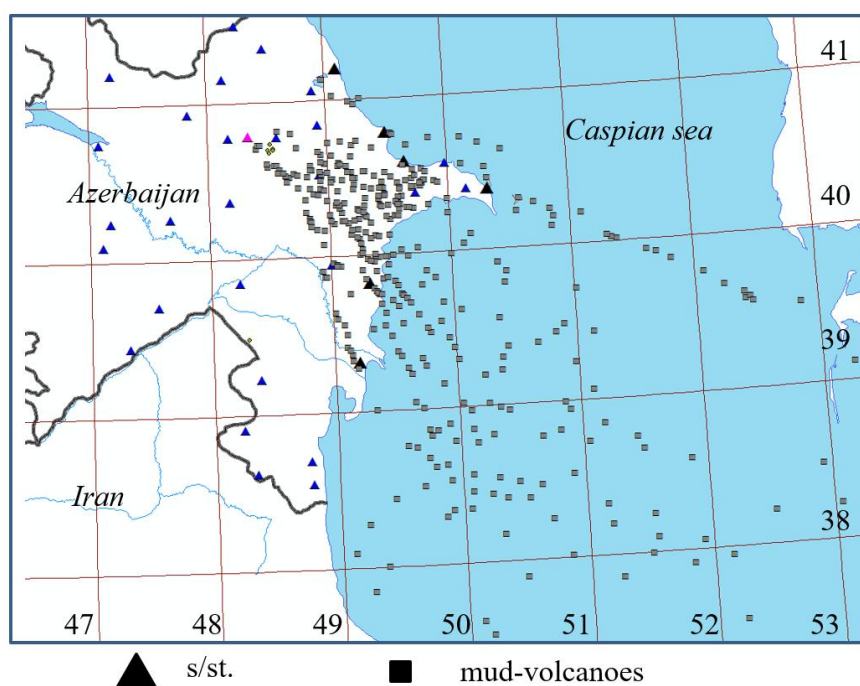 41
Caspian sea
Azerbaijan
40
39
Iran
38
47 48 49 50 51 52 53
s/st. mud-volcanoes